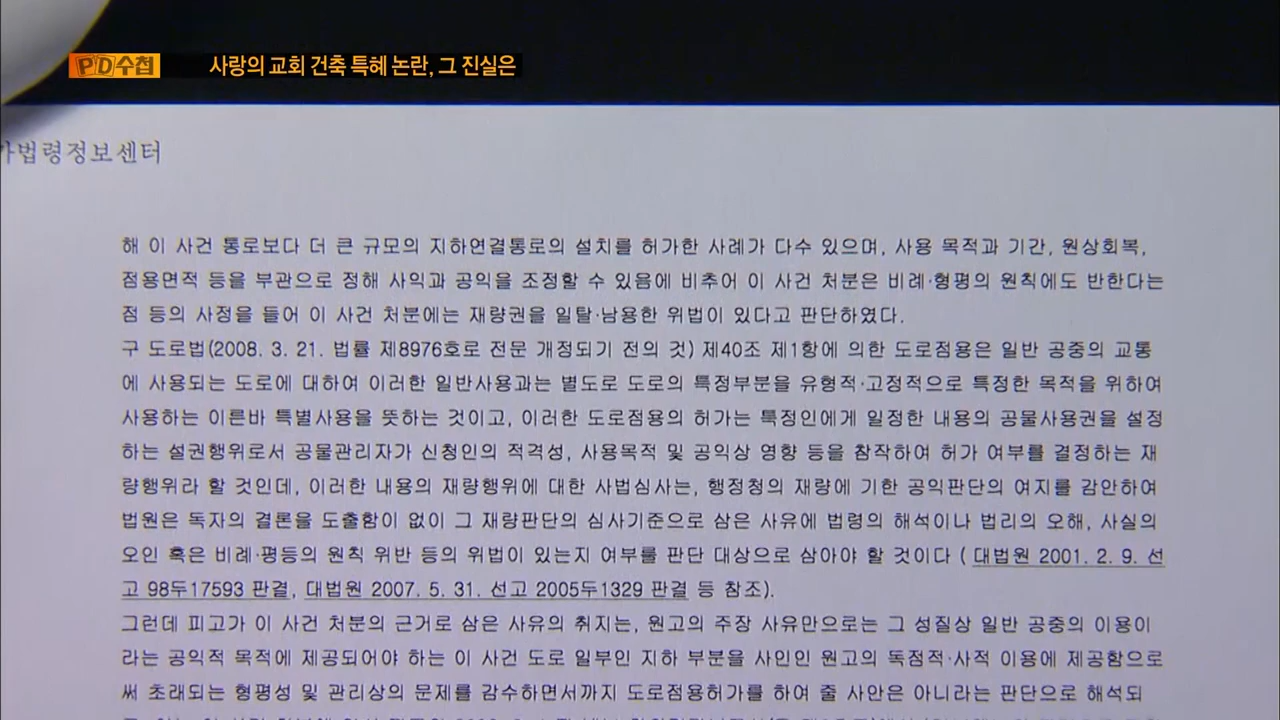 PD수첩 사랑의 교회 건축 특혜 논란, 그 진실은
가법령정보센터
해 이 사건 통로보다 더 큰 규모의 지하연결통로의 설치를 허가한 사례가 다수 있으며, 사용 목적과 기간, 원상회복,
점용면적 등을 부관으로 정해 사익과 공익을 조정할 수 있음에 비추어 이 사건 처분은 비례·형평의 원칙에도 반한다는
점 등의 사정을 들어 이 사건 처분에는 재량권을 일탈·남용한 위법이 있다고 판단하였다.
구 도로법(2008. 3. 21. 법률 제8976호로 전문 개정되기 전의 것) 제40조 제1항에 의한 도로점용은 일반 공중의 교통
에 사용되는 도로에 대하여 이러한 일반사용과는 별도로 도로의 특정부분을 유형적·고정적으로 특정한 목적을 위하여
사용하는 이른바 특별사용을 뜻하는 것이고, 이러한 도로점용의 허가는 특정인에게 일정한 내용의 공물사용권을 설정
하는 설권행위로서 공물관리자가 신청인의 적격성, 사용목적 및 공익상 영향 등을 참작하여 허가 여부를 결정하는 재
량행위라 할 것인데, 이러한 내용의 재량행위에 대한 사법심사는, 행정청의 재량에 기한 공익판단의 여지를 감안하여
법원은 독자의 결론을 도출함이 없이 그 재량판단의 심사기준으로 삼은 사유에 법령의 해석이나 법리의 오해, 사실의
오인 혹은 비례·평등의 원칙 위반 등의 위법이 있는지 여부를 판단 대상으로 삼아야 할 것이다 ( 대법원 2001. 2. 9. 선
고 98두17593 판결, 대법원 2007. 5. 31. 선고 2005두1329 판결 등 참조).
그런데 피고가 이 사건 처분의 근거로 삼은 사유의 취지는, 원고의 주장 사유만으로는 그 성질상 일반 공중의 이용이
라는 공익적 목적에 제공되어야 하는 이 사건 도로 일부인 지하 부분을 사인인 원고의 독점적·사적 이용에 제공함으로
써 초래되는 형평성 및 관리상의 문제를 감수하면서까지 도로점용허가를 하여 줄 사안은 아니라는 판단으로 해석되